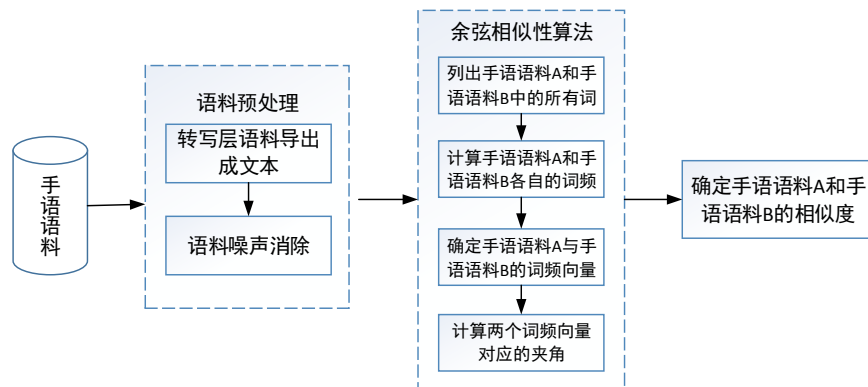 手语语料
语料预处理
转写层语料导出
成文本
语料噪声消除
余弦相似性算法
列出手语语料A和手
语语料B中的所有词
计算手语语料A和手
语语料B各自的词频
确定手语语料A与手
语语料B的词频向量
计算两个词频向量
对应的夹角
确定手语语料A和手
语语料B的相似度